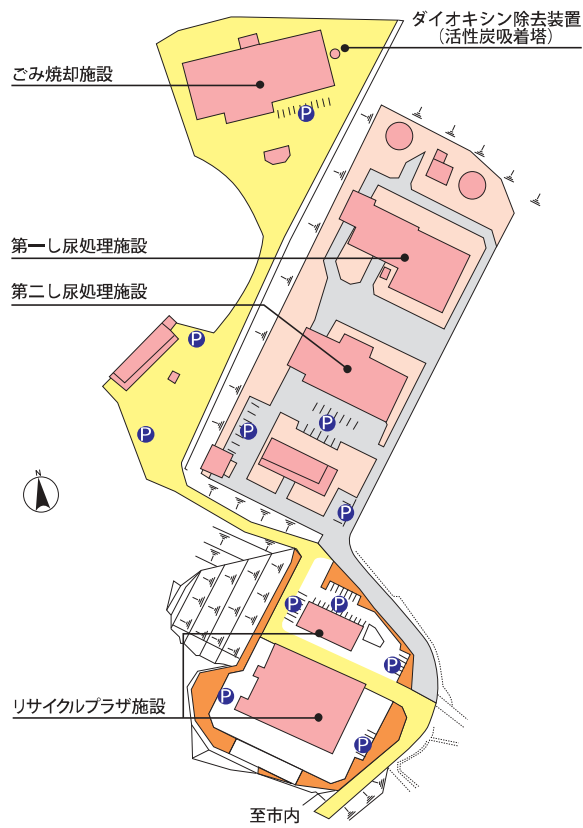 ダイオキシン除去装置
（活性炭吸着塔）
ごみ焼却施設
P
第一し尿処理施設
第二し尿処理施設
P
P
P
P
N
P
P
P
P
リサイクルプラザ施設
P
P
至市内